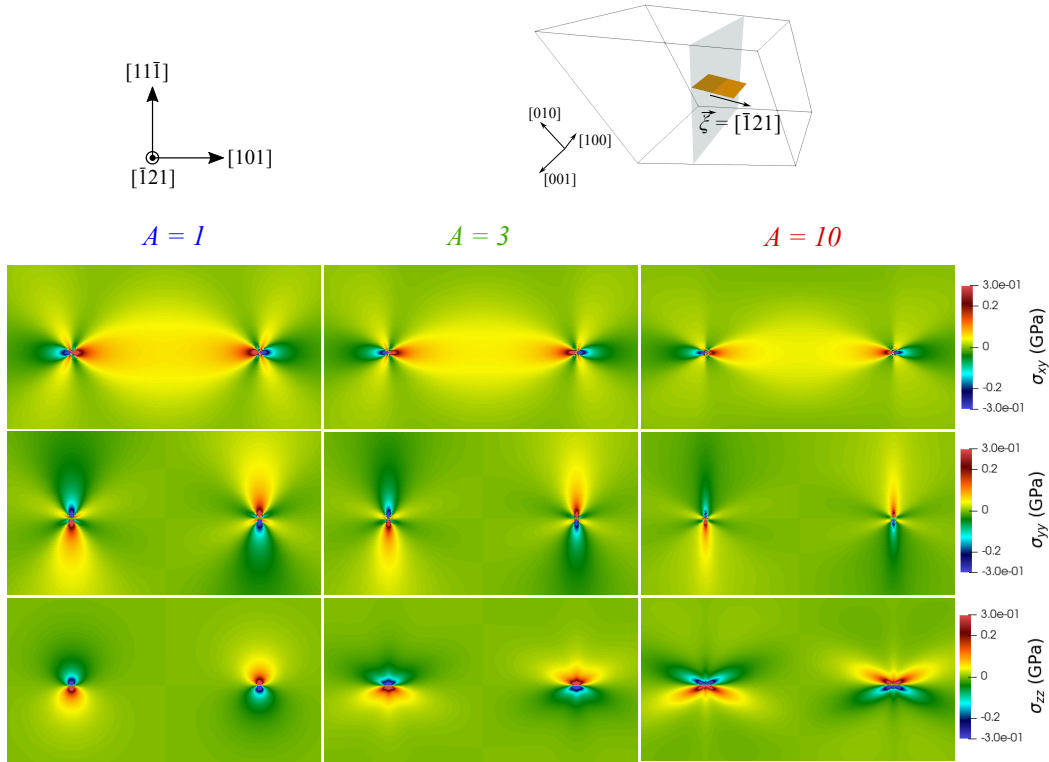 [111̄]
[101]
[1̄21]
[010]
[100]
[001]
ξ⃗ = [1̄21]
A = 1
A = 3
A = 10
3.0e-01
0.2
0
-0.2
-3.0e-01
σxy (GPa)
3.0e-01
0.2
0
-0.2
-3.0e-01
σyy (GPa)
3.0e-01
0.2
0
-0.2
-3.0e-01
σzz (GPa)